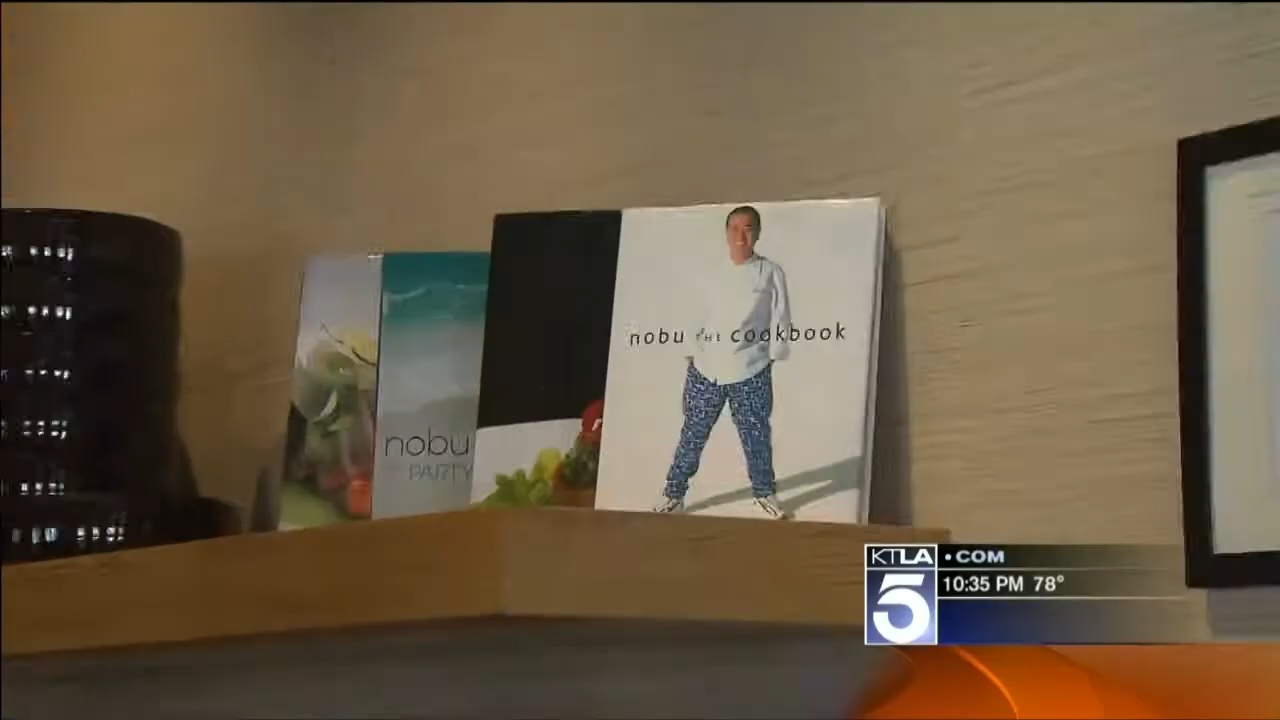 nobu
PARTY
nobu THE cookbook
KTLA • COM
5
10:35 PM 78°